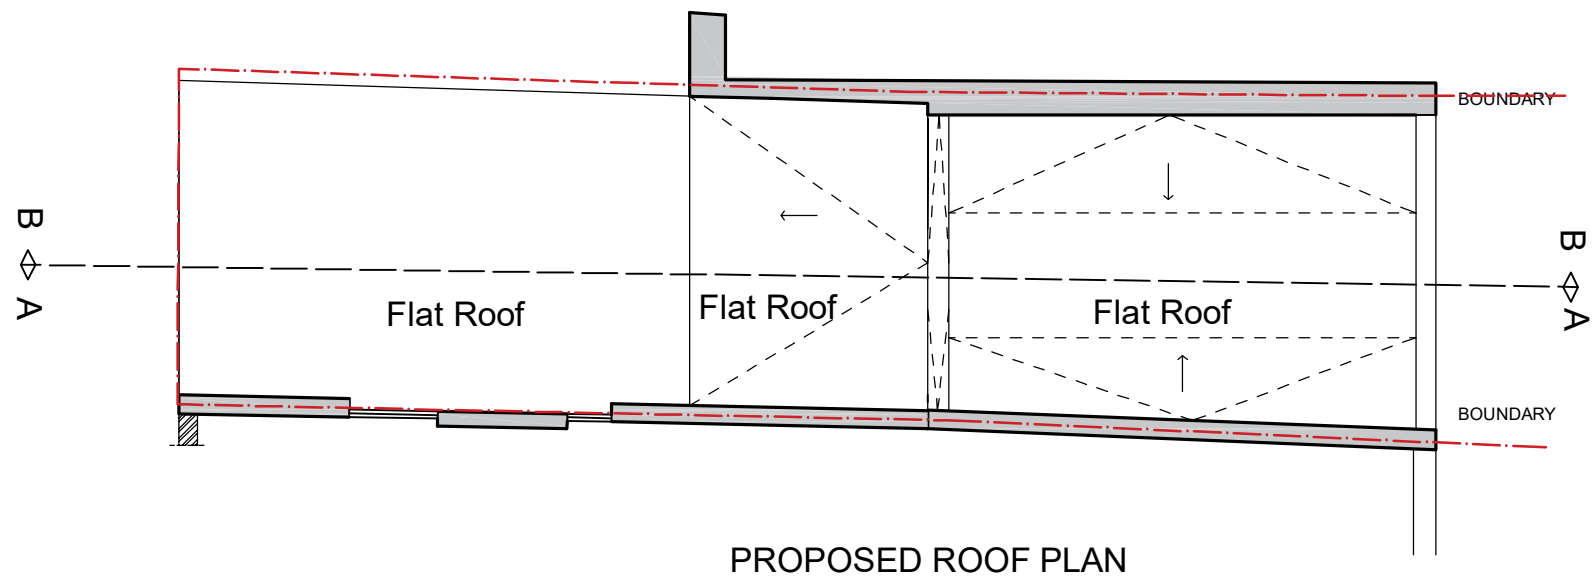 BOUNDARY
B
A
B
A
Flat Roof
Flat Roof
Flat Roof
BOUNDARY
PROPOSED ROOF PLAN